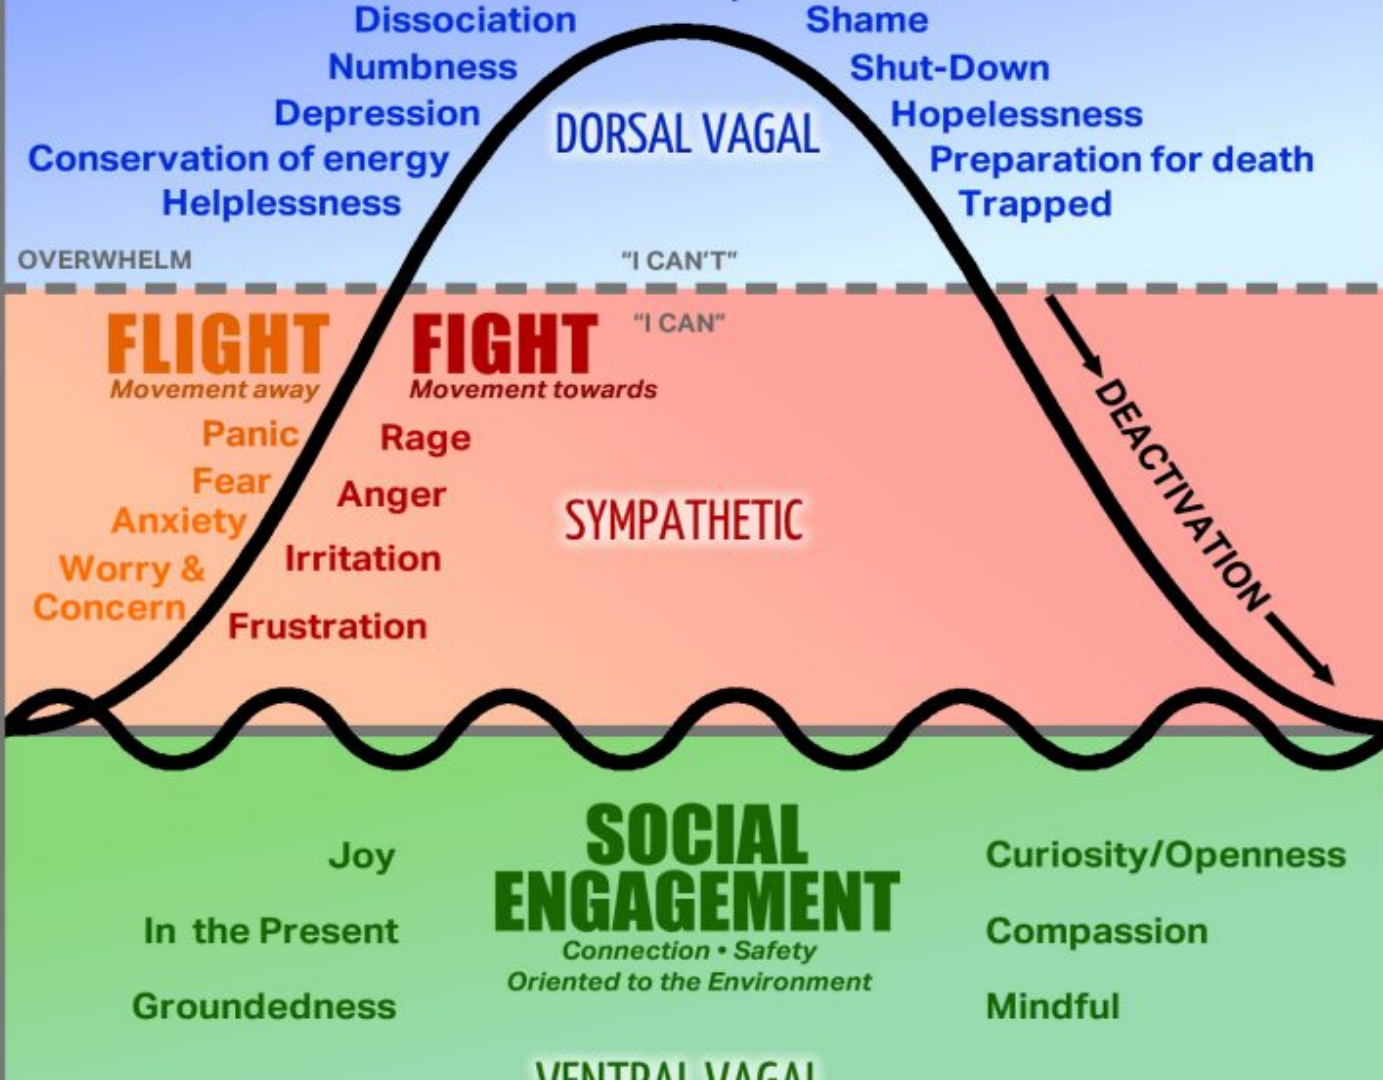 Dissociation
Shame
Numbness
Shut-Down
Depression
DORSAL VAGAL
Hopelessness
Conservation of energy
Preparation for death
Helplessness
Trapped
OVERWHELM
"I CAN'T"
FLIGHT
FIGHT
"I CAN"
Movement away
Movement towards
Panic
Rage
Fear
Anger
Anxiety
SYMPATHETIC
DEACTIVATION
Worry &
Irritation
Concern
Frustration
SOCIAL
Joy
Curiosity/Openness
ENGAGEMENT
In the Present
Compassion
Connection • Safety
Oriented to the Environment
Groundedness
Mindful
VENTRAL VAGAL